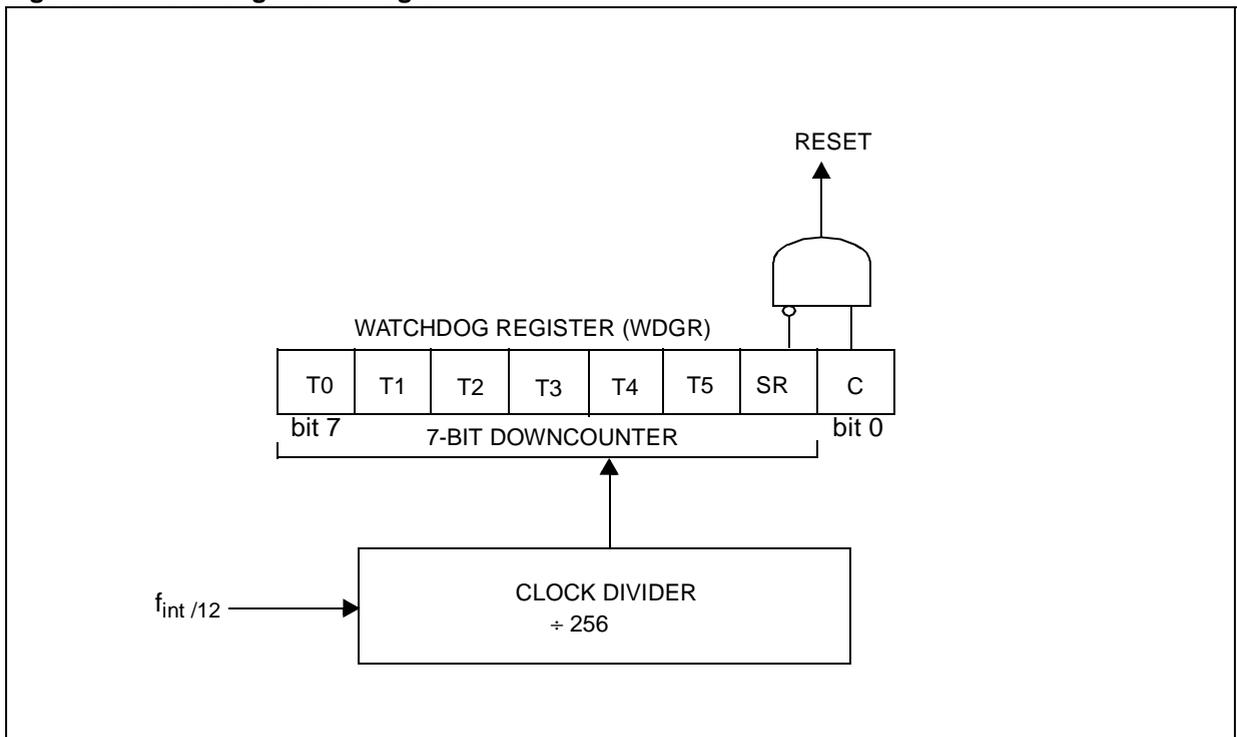 RESET
WATCHDOG REGISTER (WDGR)
T0 T1 T2 T3 T4 T5 SR C
bit 7 bit 0
7-BIT DOWNCOUNTER
fint /12
CLOCK DIVIDER
÷ 256